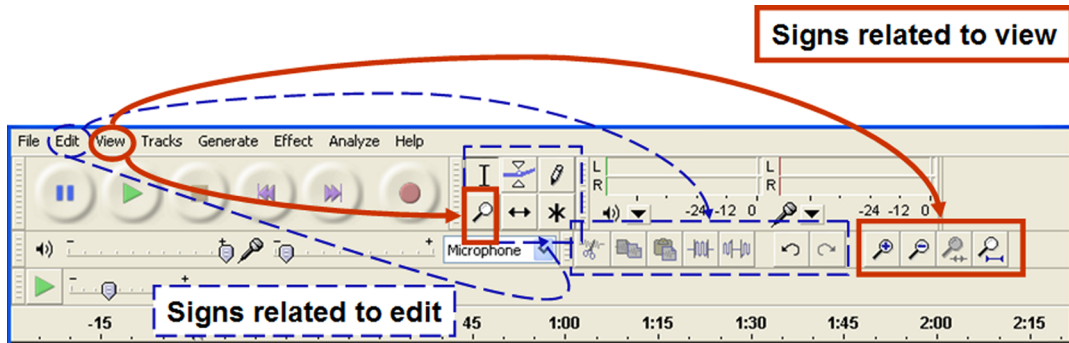 Signs related to view
File Edit View Tracks Generate Effect Analyze Help
L
R
L
R
-24 -12 0
-24 -12 0
- + - +
Microphone
- +
Signs related to edit
-15 45 1:00 1:15 1:30 1:45 2:00 2:15